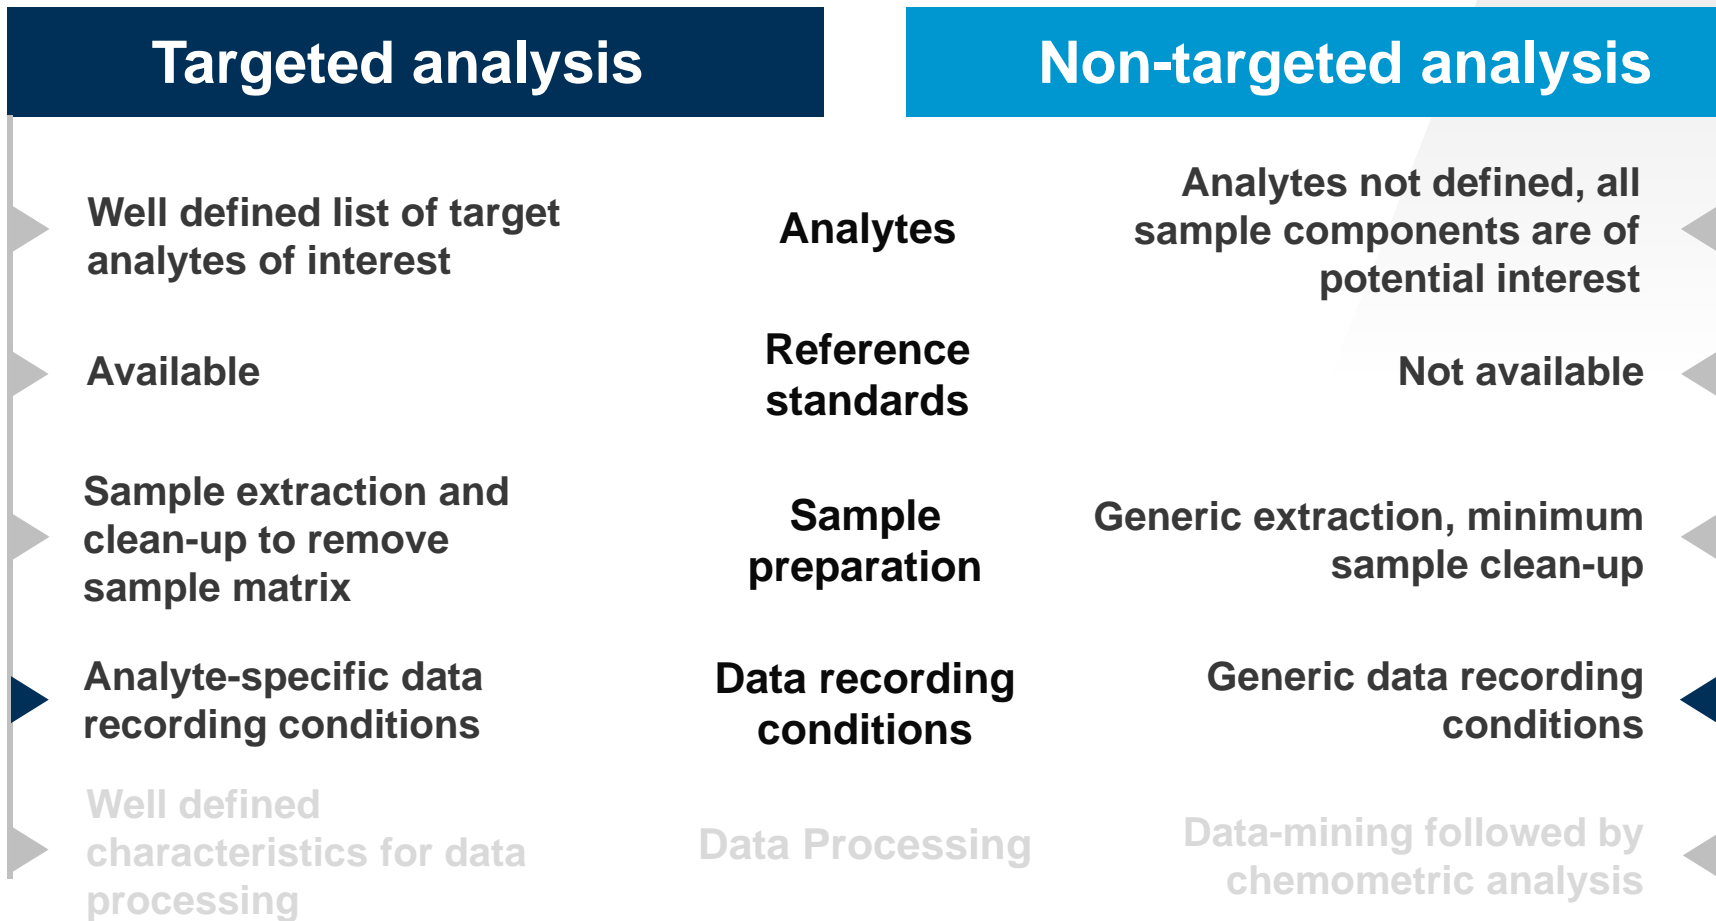 Targeted analysis
Non-targeted analysis
Well defined list of target
analytes of interest
Analytes
Analytes not defined, all
sample components are of
potential interest
Available
Reference
standards
Not available
Sample extraction and
clean-up to remove
sample matrix
Sample
preparation
Generic extraction, minimum
sample clean-up
Analyte-specific data
recording conditions
Data recording
conditions
Generic data recording
conditions
Well defined
characteristics for data
processing
Data Processing
Data-mining followed by
chemometric analysis